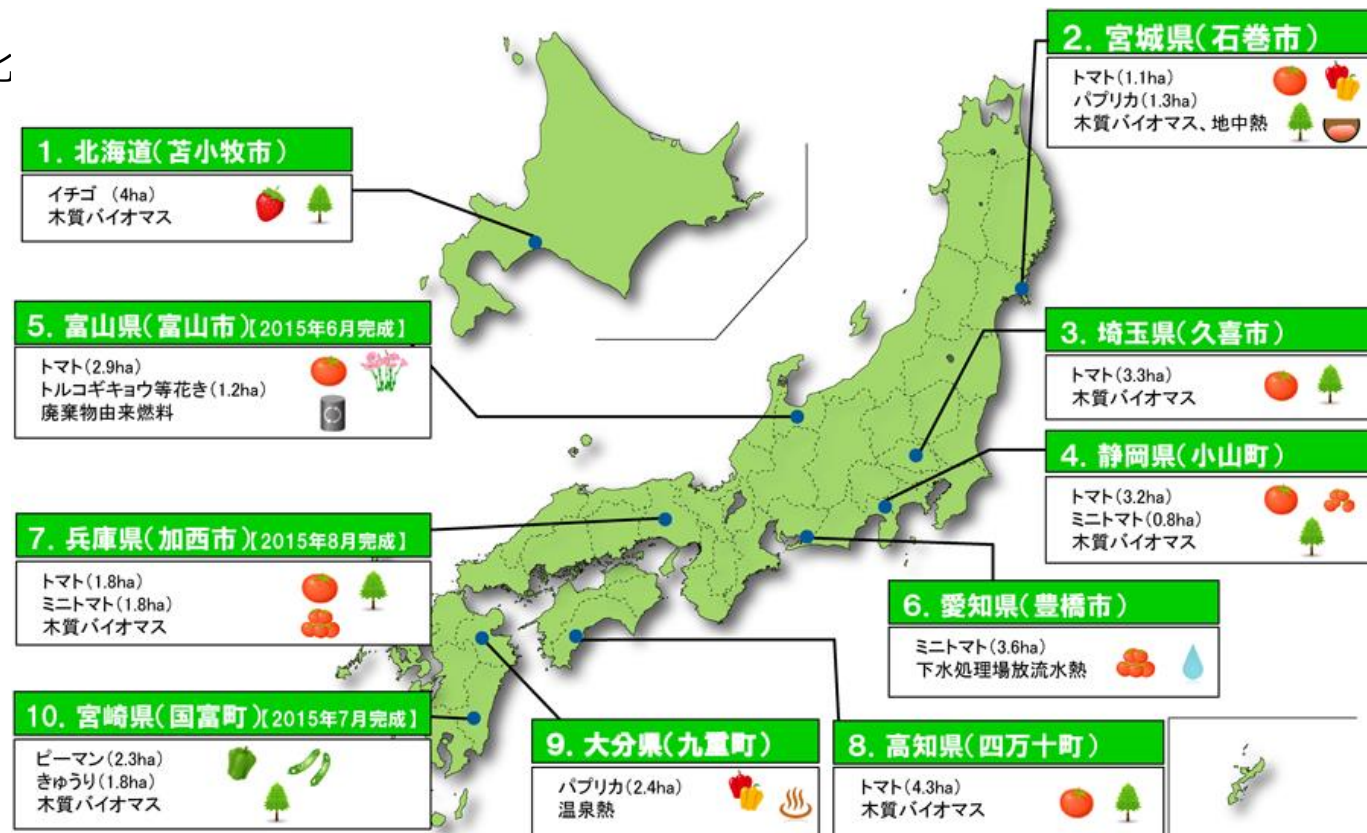 1. 北海道(苫小牧市)
イチゴ (4ha)
木質バイオマス
2. 宮城県(石巻市)
トマト(1.1ha)
パプリカ(1.3ha)
木質バイオマス、地中熱
3. 埼玉県(久喜市)
トマト(3.3ha)
木質バイオマス
4. 静岡県(小山町)
トマト(3.2ha)
ミニトマト(0.8ha)
木質バイオマス
5. 富山県(富山市)【2015年6月完成】
トマト(2.9ha)
トルコギキョウ等花き(1.2ha)
廃棄物由来燃料
6. 愛知県(豊橋市)
ミニトマト(3.6ha)
下水処理場放流水熱
7. 兵庫県(加西市)【2015年8月完成】
トマト(1.8ha)
ミニトマト(1.8ha)
木質バイオマス
8. 高知県(四万十町)
トマト(4.3ha)
木質バイオマス
9. 大分県(九重町)
パプリカ(2.4ha)
温泉熱
10. 宮崎県(国富町)【2015年7月完成】
ピーマン(2.3ha)
きゅうり(1.8ha)
木質バイオマス